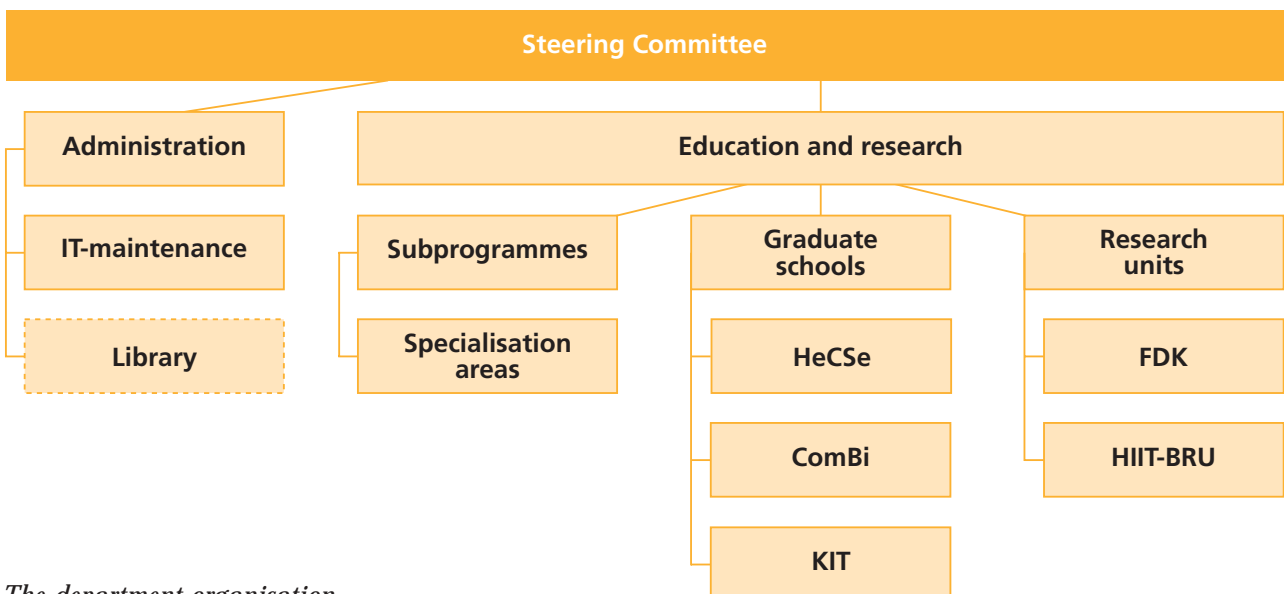 Steering Committee
Administration
Education and research
IT-maintenance
Subprogrammes
Graduate
schools
Research
units
Library
Specialisation
areas
HeCSe
FDK
ComBi
HIIT-BRU
KIT
The department organisation